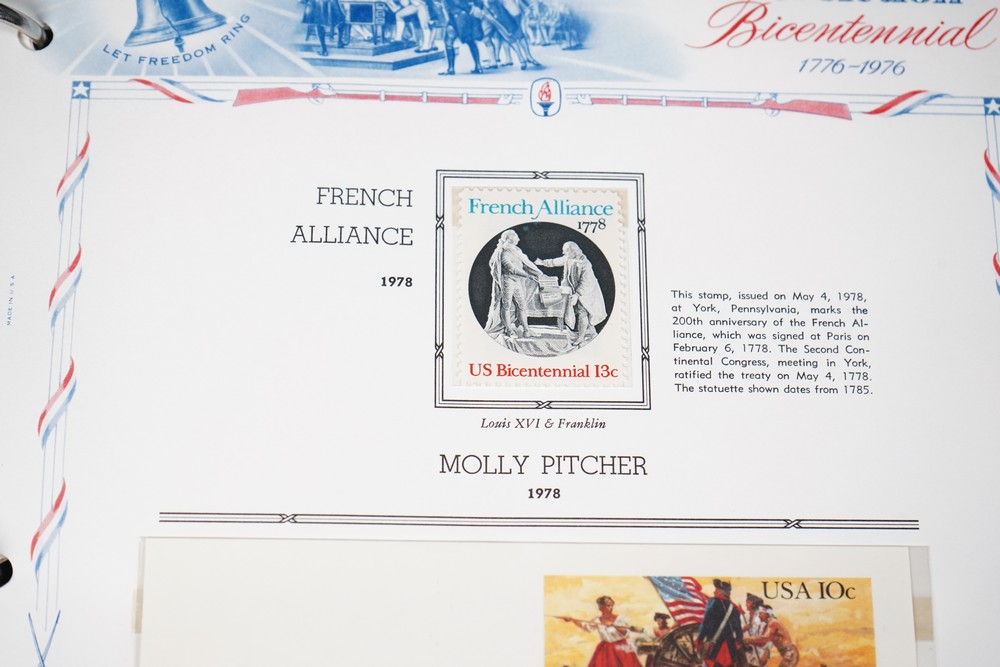 LET FREEDOM RING
Bicentennial
1776–1976
FRENCH
ALLIANCE
1978
French Alliance
1778
US Bicentennial 13c
This stamp, issued on May 4, 1978,
at York, Pennsylvania, marks the
200th anniversary of the French Al-
liance, which was signed at Paris on
February 6, 1778. The Second Con-
tinental Congress, meeting in York,
ratified the treaty on May 4, 1778.
The statuette shown dates from 1785.
Louis XVI & Franklin
MADE IN U.S.A.
MOLLY PITCHER
1978
USA 10c